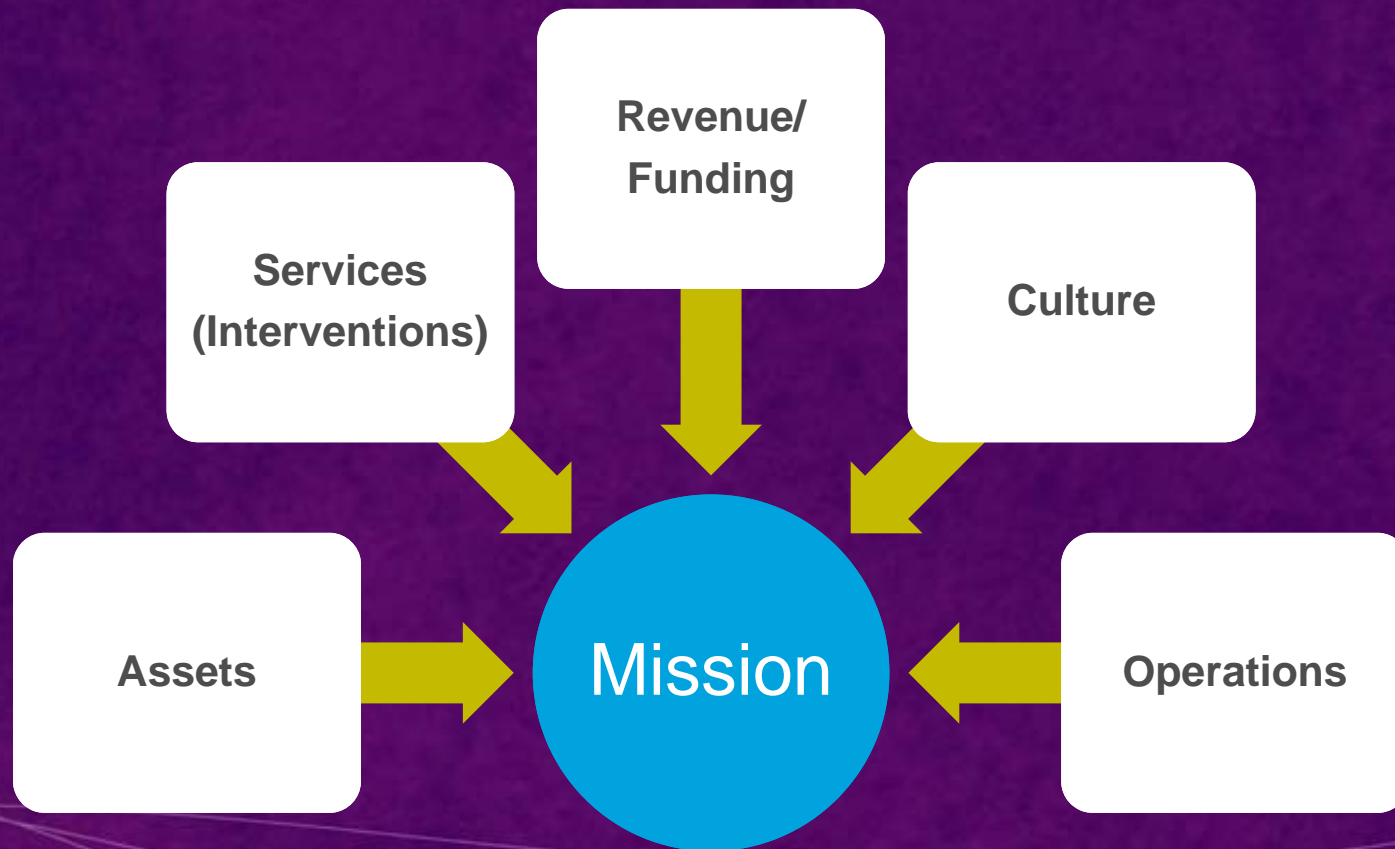 Revenue/
Funding
Services
(Interventions)
Culture
Assets
Mission
Operations